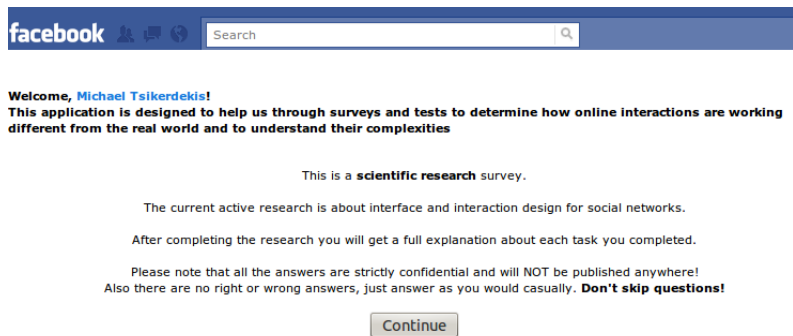 facebook Search
Welcome, Michael Tsikerdekis!
This application is designed to help us through surveys and tests to determine how online interactions are working
different from the real world and to understand their complexities
This is a scientific research survey.
The current active research is about interface and interaction design for social networks.
After completing the research you will get a full explanation about each task you completed.
Please note that all the answers are strictly confidential and will NOT be published anywhere!
Also there are no right or wrong answers, just answer as you would casually. Don't skip questions!
Continue